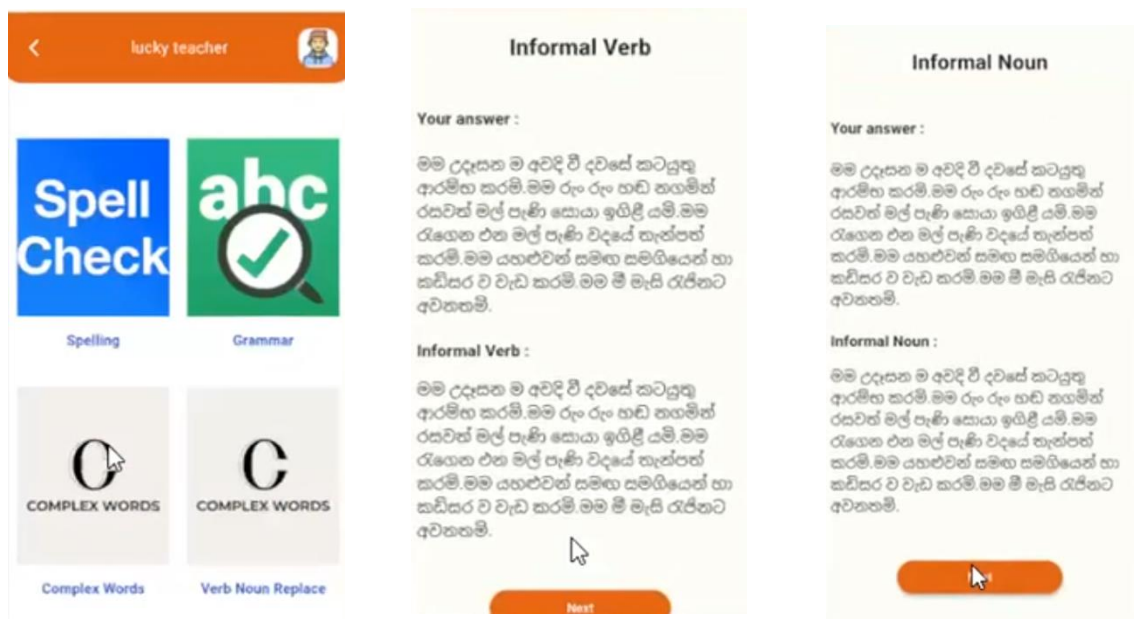 lucky teacher
Spell
Check
abc
Spelling
Grammar
C
COMPLEX WORDS
C
COMPLEX WORDS
Complex Words
Verb Noun Replace
Informal Verb
Your answer :
මම උදෑසන ම අවදි වී දවසේ කටයුතු
ආරම්භ කරමි.මම රුං රුං හඬ නගමින්
රසවත් මල් පැණි සොයා ඉගිළී යමි.මම
රැගෙන එන මල් පැණි වදයේ තැන්පත්
කරමි.මම යහළුවන් සමඟ සමගියෙන් හා
කඩිසර ව වැඩ කරමි.මම මී මැසි රැජිනට
අවනතමි.
Informal Verb :
මම උදෑසන ම අවදි වී දවසේ කටයුතු
ආරම්භ කරමි.මම රුං රුං හඬ නගමින්
රසවත් මල් පැණි සොයා ඉගිළී යමි.මම
රැගෙන එන මල් පැණි වදයේ තැන්පත්
කරමි.මම යහළුවන් සමඟ සමගියෙන් හා
කඩිසර ව වැඩ කරමි.මම මී මැසි රැජිනට
අවනතමි.
Next
Informal Noun
Your answer :
මම උදෑසන ම අවදි වී දවසේ කටයුතු
ආරම්භ කරමි.මම රුං රුං හඬ නගමින්
රසවත් මල් පැණි සොයා ඉගිළී යමි.මම
රැගෙන එන මල් පැණි වදයේ තැන්පත්
කරමි.මම යහළුවන් සමඟ සමගියෙන් හා
කඩිසර ව වැඩ කරමි.මම මී මැසි රැජිනට
අවනතමි.
Informal Noun :
මම උදෑසන ම අවදි වී දවසේ කටයුතු
ආරම්භ කරමි.මම රුං රුං හඬ නගමින්
රසවත් මල් පැණි සොයා ඉගිළී යමි.මම
රැගෙන එන මල් පැණි වදයේ තැන්පත්
කරමි.මම යහළුවන් සමඟ සමගියෙන් හා
කඩිසර ව වැඩ කරමි.මම මී මැසි රැජිනට
අවනතමි.